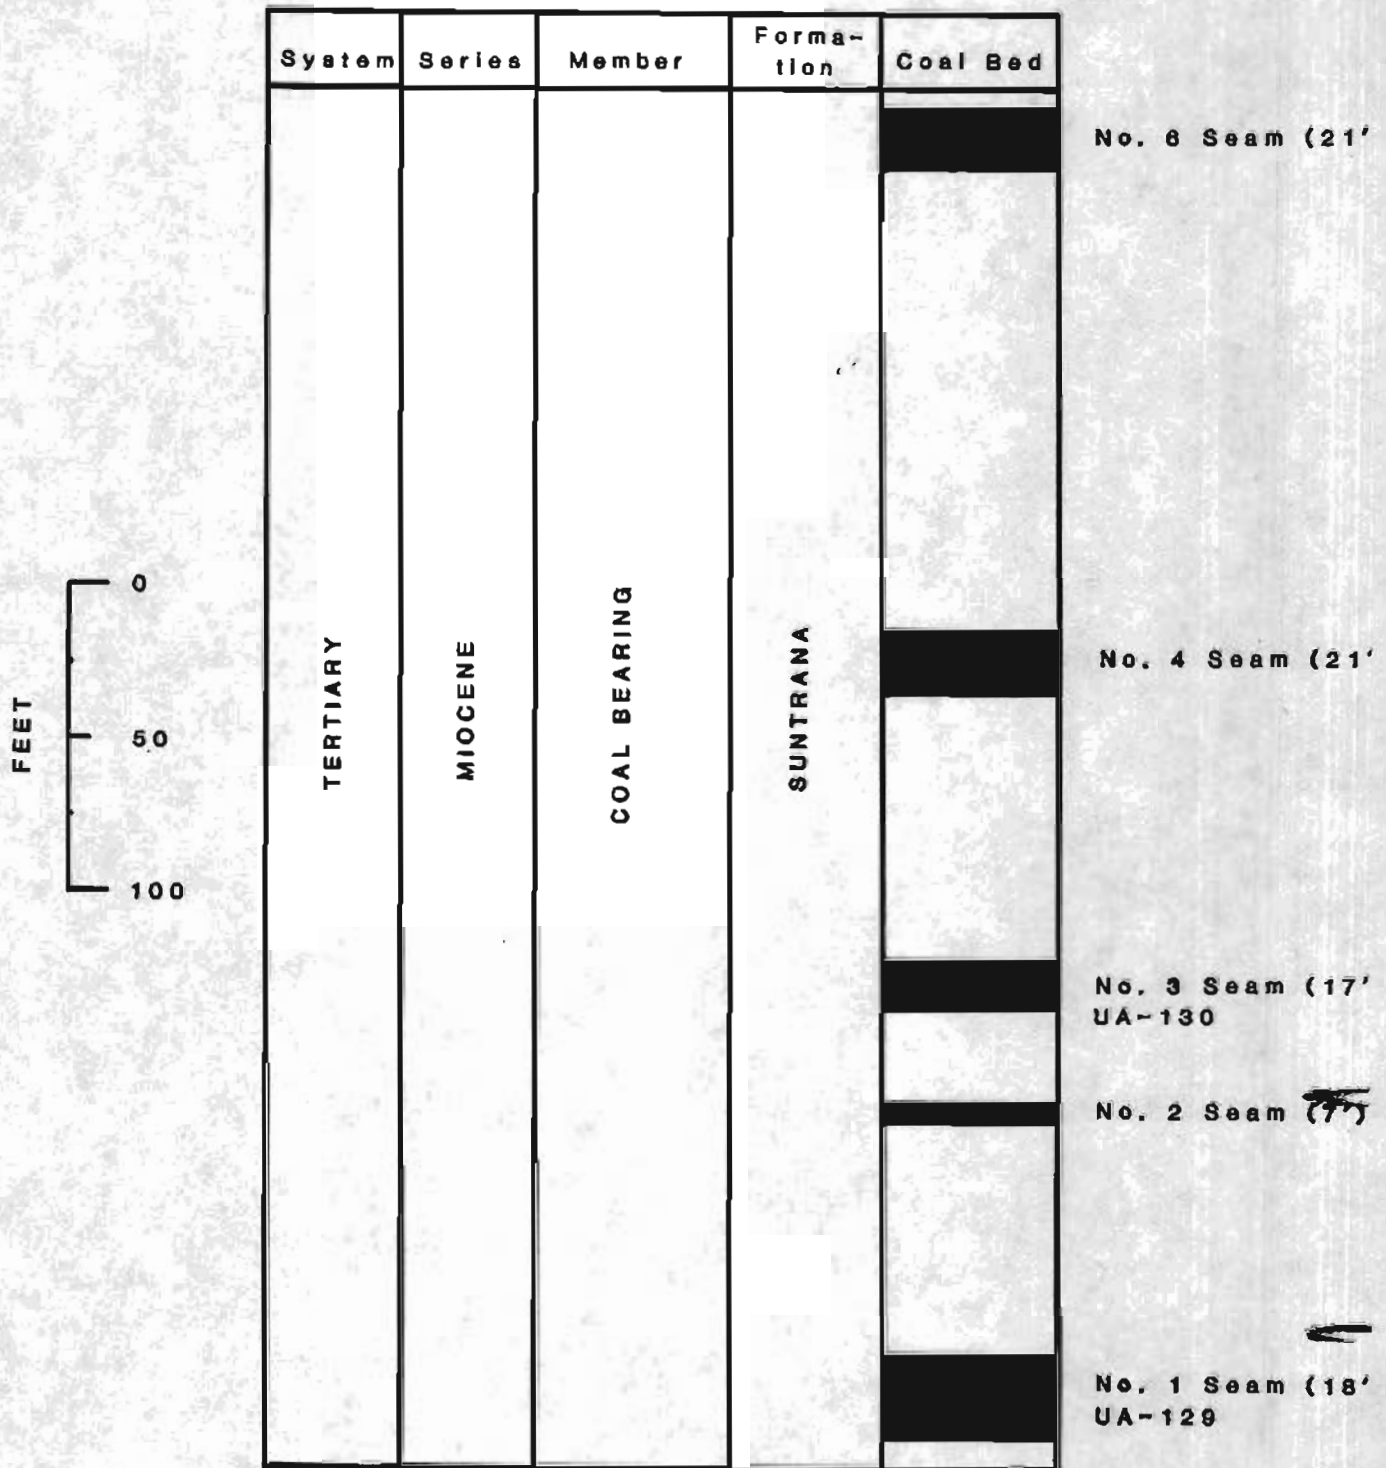 System Series Member Forma-
tion Coal Bed
No. 6 Seam (21'
0
No. 4 Seam (21'
FEET
50
TERTIARY
MIOCENE
COAL BEARING
SUNTRANA
100
No. 3 Seam (17'
UA-130
No. 2 Seam (7')
No. 1 Seam (18'
UA-129